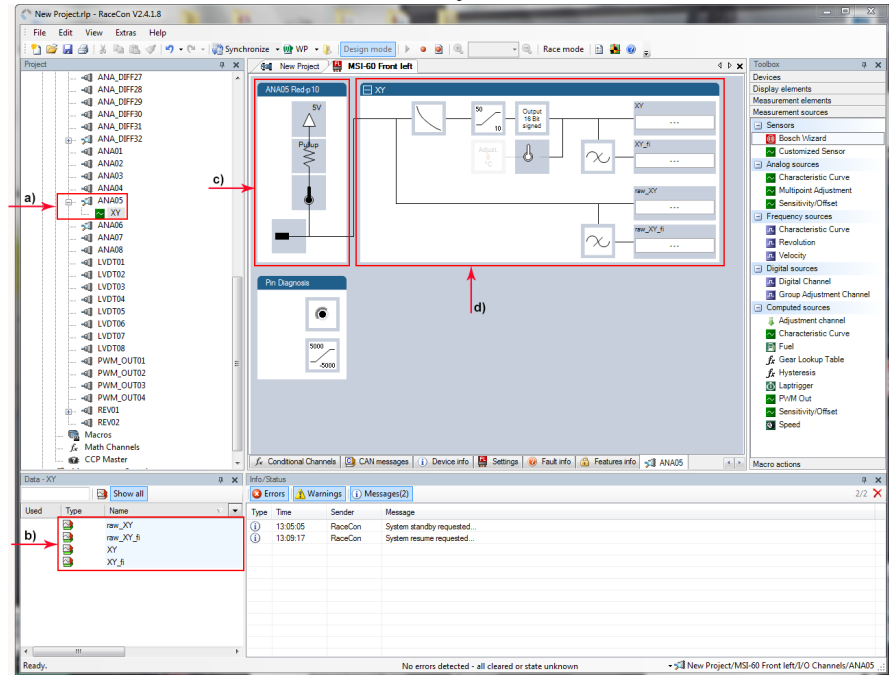 New Project.rlp - RaceCon V2.4.1.8
File Edit View Extras Help
Synchronize WP Design mode Race mode
Project
ANA_DIFF27
ANA_DIFF28
ANA_DIFF29
ANA_DIFF30
ANA_DIFF31
ANA_DIFF32
ANA01
ANA02
ANA03
ANA04
a)
ANA05
XY
ANA06
ANA07
ANA08
LVDT01
LVDT02
LVDT03
LVDT04
LVDT05
LVDT06
LVDT07
LVDT08
PWM_OUT01
PWM_OUT02
PWM_OUT03
PWM_OUT04
REV01
REV02
Macros
fx Math Channels
CCP Master
New Project MSI-60 Front left
ANA05 Red-p10
5V
Pullup
c)
XY
50
10
Output
16 Bit
signed
Adjust.
°C
XY
---
XY_fi
---
raw_XY
---
raw_XY_fi
---
d)
Pin Diagnosis
5000
-5000
fx Conditional Channels CAN messages Device info Settings Fault info Features info ANA05
Toolbox
Devices
Display elements
Measurement elements
Measurement sources
Sensors
Bosch Wizard
Customized Sensor
Analog sources
Characteristic Curve
Multipoint Adjustment
Sensitivity/Offset
Frequency sources
Characteristic Curve
Revolution
Velocity
Digital sources
Digital Channel
Group Adjustment Channel
Computed sources
Adjustment channel
Characteristic Curve
Fuel
fx Gear Lookup Table
fx Hysteresis
Laptrigger
PWM Out
Sensitivity/Offset
Speed
Macro actions
Data - XY
Show all
Used Type Name
b)
raw_XY
raw_XY_fi
XY
XY_fi
Info/Status
Errors Warnings Messages(2) 2/2
Type Time Sender Message
13:05:05 RaceCon System standby requested...
13:09:17 RaceCon System resume requested...
Ready. No errors detected - all cleared or state unknown New Project/MSI-60 Front left/I/O Channels/ANA05